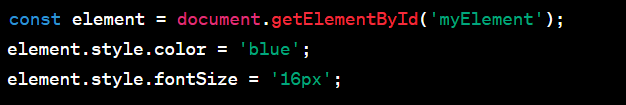 const element = document.getElementById('myElement');
element.style.color = 'blue';
element.style.fontSize = '16px';